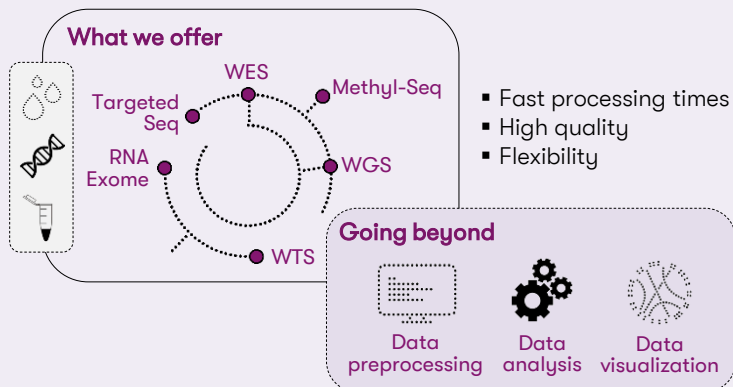 What we offer
WES
Methyl-Seq
Targeted
Seq
RNA
Exome
WGS
WTS
▪ Fast processing times
▪ High quality
▪ Flexibility
Going beyond
Data
preprocessing
Data
analysis
Data
visualization